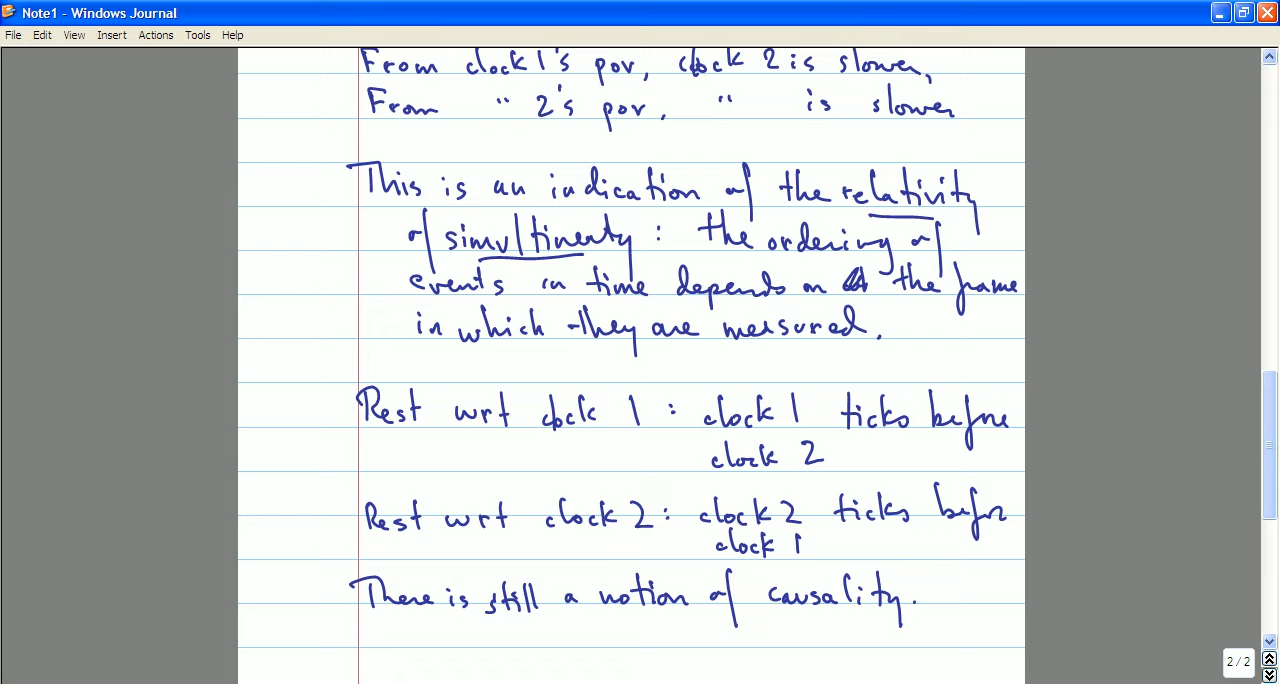 Note1 - Windows Journal
File Edit View Insert Actions Tools Help
From clock 1's pov, clock 2 is slower,
From " 2's pov, " is slower
This is an indication of the relativity
of simultinenty: the ordering of
events in time depends on the frame
in which they are measured.
Rest wrt clock 1: clock 1 ticks before
clock 2
Rest wrt clock 2: clock 2 ticks before
clock 1
There is still a notion of causality.
2 / 2